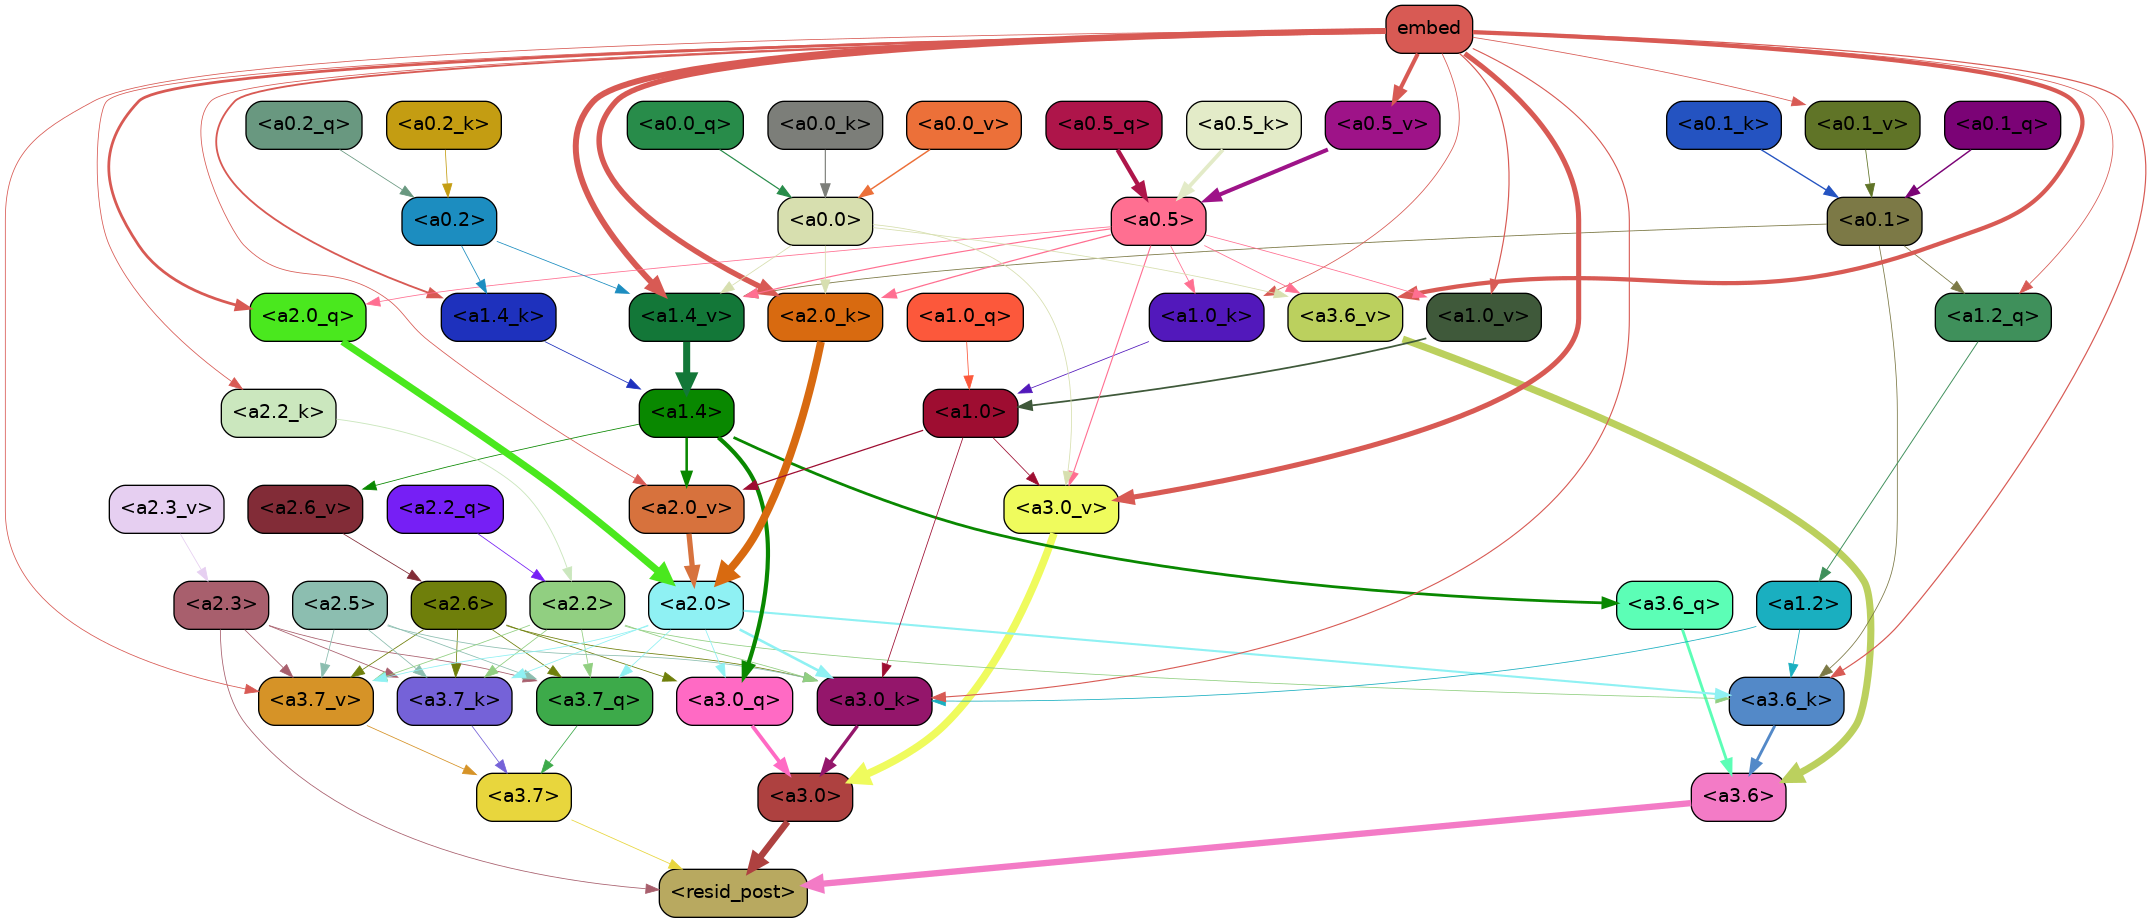 embed
<a0.2_q>
<a0.2_k>
<a0.0_q>
<a0.0_k>
<a0.0_v>
<a0.5_q>
<a0.5_k>
<a0.5_v>
<a0.1_k>
<a0.1_v>
<a0.1_q>
<a0.2>
<a0.0>
<a0.5>
<a0.1>
<a2.0_q>
<a1.4_k>
<a1.4_v>
<a2.0_k>
<a1.0_q>
<a1.0_k>
<a3.6_v>
<a1.0_v>
<a1.2_q>
<a2.2_k>
<a1.4>
<a1.0>
<a2.3_v>
<a2.6_v>
<a2.2_q>
<a2.0_v>
<a3.0_v>
<a2.3>
<a2.5>
<a2.6>
<a2.2>
<a2.0>
<a3.6_q>
<a1.2>
<a3.7_v>
<a3.7_k>
<a3.7_q>
<a3.0_q>
<a3.0_k>
<a3.6_k>
<a3.7>
<a3.0>
<a3.6>
<resid_post>